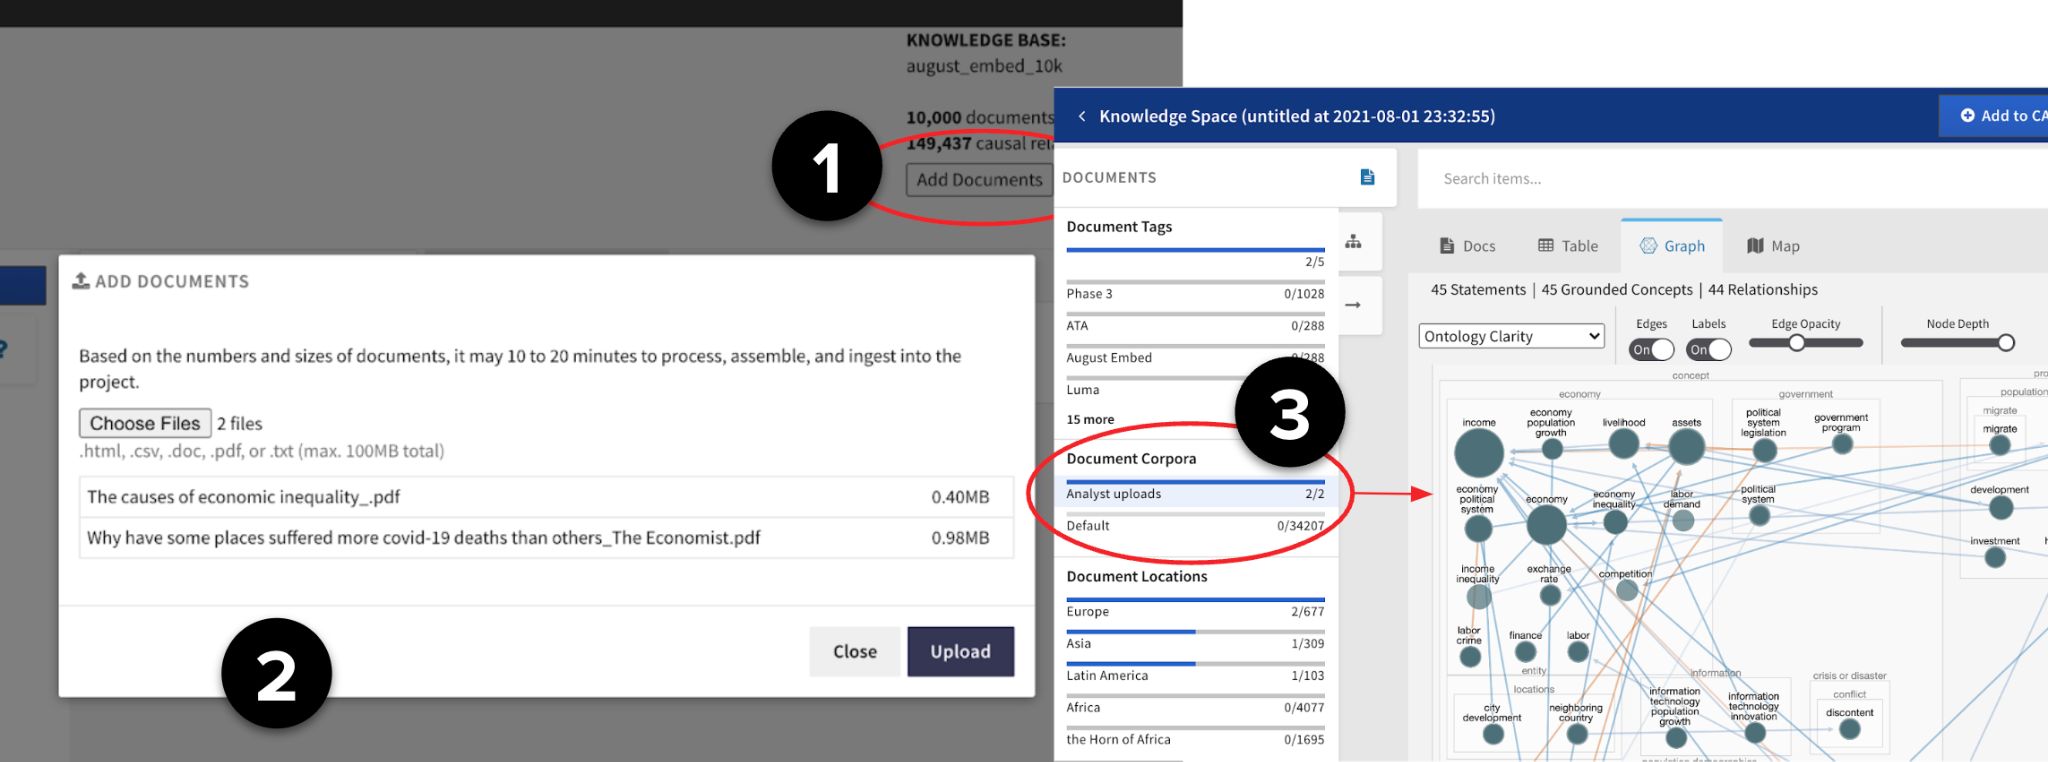 KNOWLEDGE BASE:
august_embed_10k
10,000 documents
149,437 causal rela
Add Documents
1
ADD DOCUMENTS
Based on the numbers and sizes of documents, it may 10 to 20 minutes to process, assemble, and ingest into the
project.
Choose Files 2 files
.html, .csv, .doc, .pdf, or .txt (max. 100MB total)
The causes of economic inequality_.pdf 0.40MB
Why have some places suffered more covid-19 deaths than others_The Economist.pdf 0.98MB
Close Upload
2
?
Knowledge Space (untitled at 2021-08-01 23:32:55)
Add to CA
DOCUMENTS
Document Tags
2/5
Phase 3 0/1028
ATA 0/288
August Embed 0/288
Luma
15 more
3
Document Corpora
Analyst uploads 2/2
Default 0/34207
Document Locations
Europe 2/677
Asia 1/309
Latin America 1/103
Africa 0/4077
the Horn of Africa 0/1695
Search items...
Docs Table Graph Map
45 Statements | 45 Grounded Concepts | 44 Relationships
Ontology Clarity
Edges On
Labels On
Edge Opacity
Node Depth
concept
economy
income
economy
population
growth
livelihood
assets
government
political
system
legislation
government
program
pro
population
migrate
migrate
economy
political
system
economy
economy
inequality
labor
demand
political
system
development
income
inequality
exchange
rate
competition
investment
labor
crime
finance
labor
entity
locations
city
development
neighboring
country
information
information
technology
population
growth
information
technology
innovation
crisis or disaster
conflict
discontent